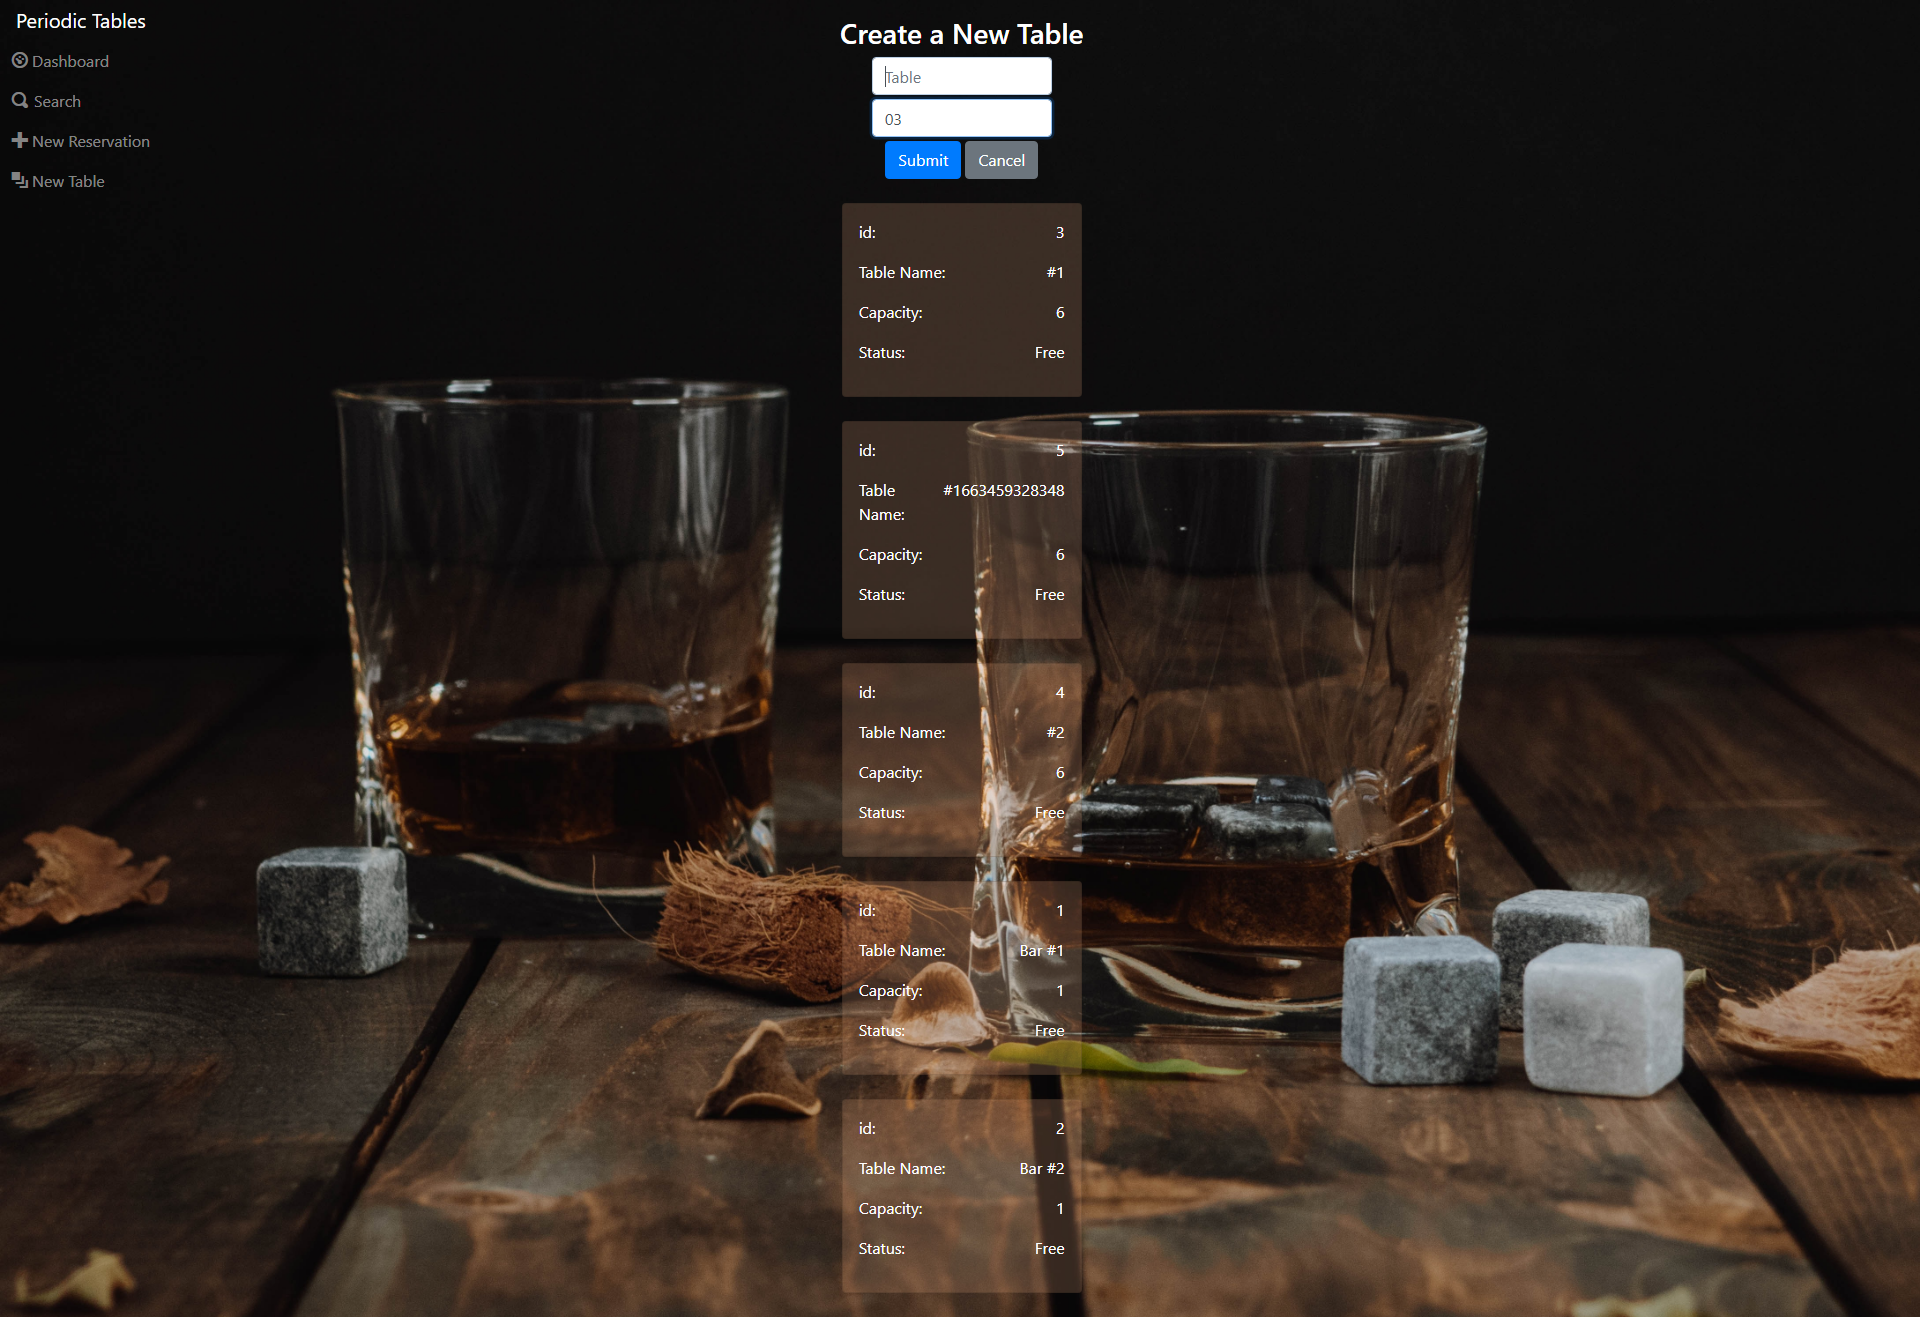 Periodic Tables
Dashboard
Search
New Reservation
New Table
Create a New Table
Table
03
Submit Cancel
id: 3
Table Name: #1
Capacity: 6
Status: Free
id: 5
Table Name: #1663459328348
Capacity: 6
Status: Free
id: 4
Table Name: #2
Capacity: 6
Status: Free
id: 1
Table Name: Bar #1
Capacity: 1
Status: Free
id: 2
Table Name: Bar #2
Capacity: 1
Status: Free